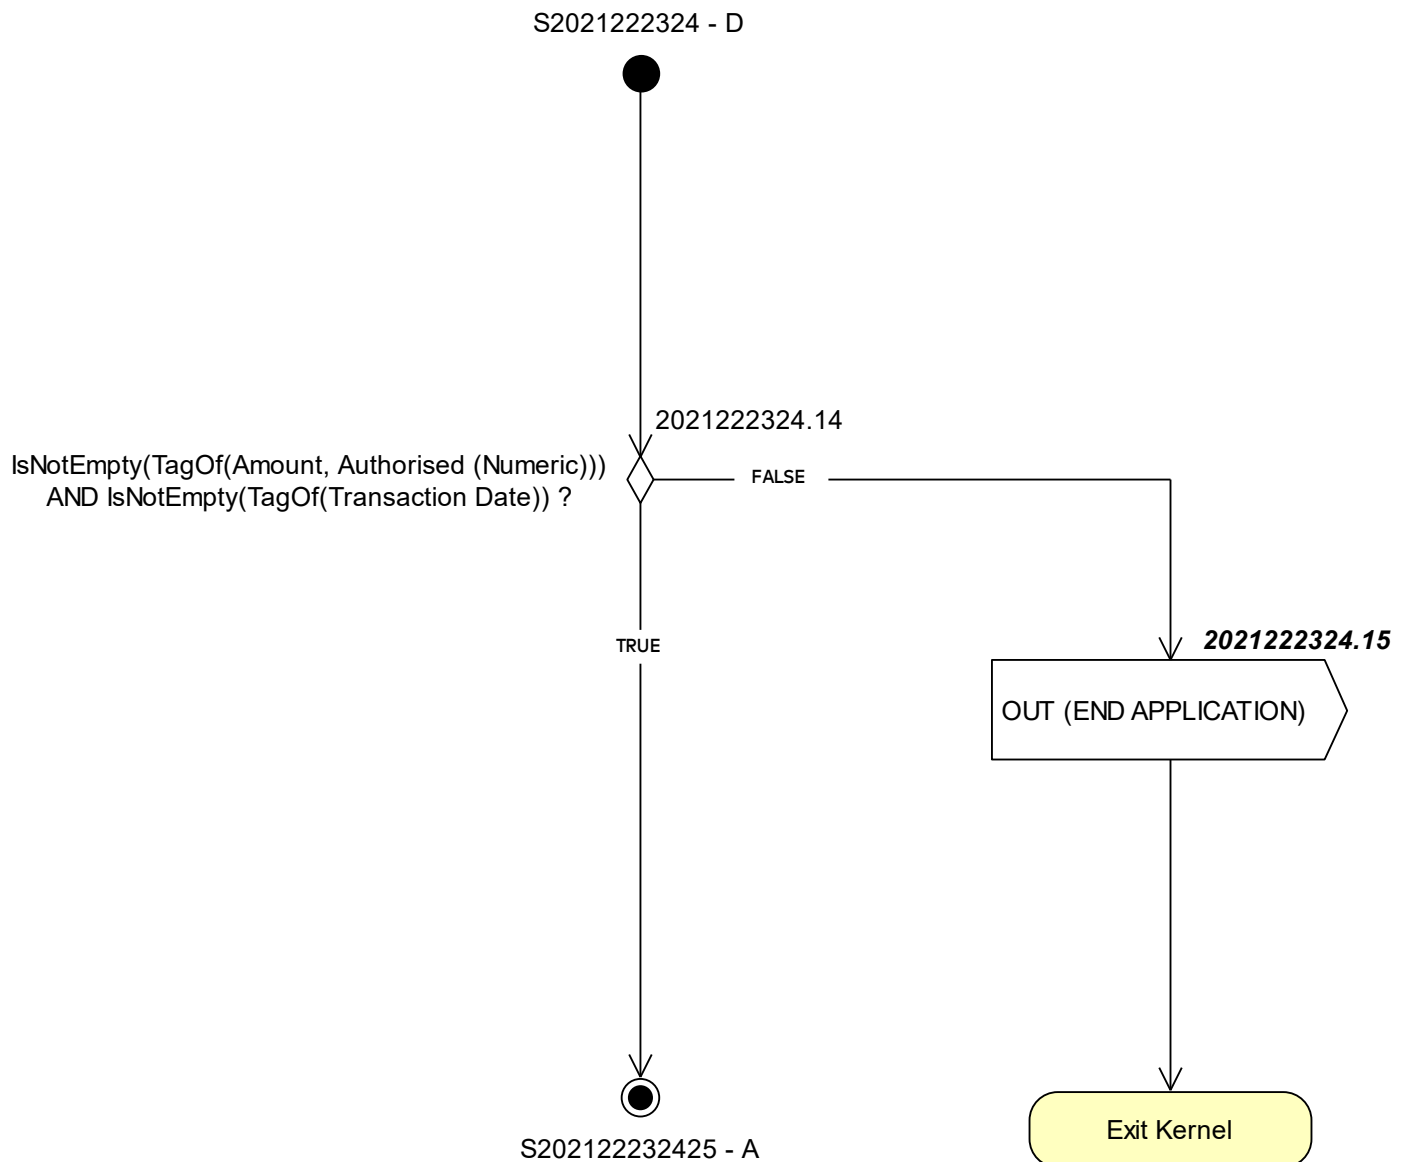 S2021222324 - D
2021222324.14
IsNotEmpty(TagOf(Amount, Authorised (Numeric)))
AND IsNotEmpty(TagOf(Transaction Date)) ?
FALSE
TRUE
2021222324.15
OUT (END APPLICATION)
Exit Kernel
S202122232425 - A